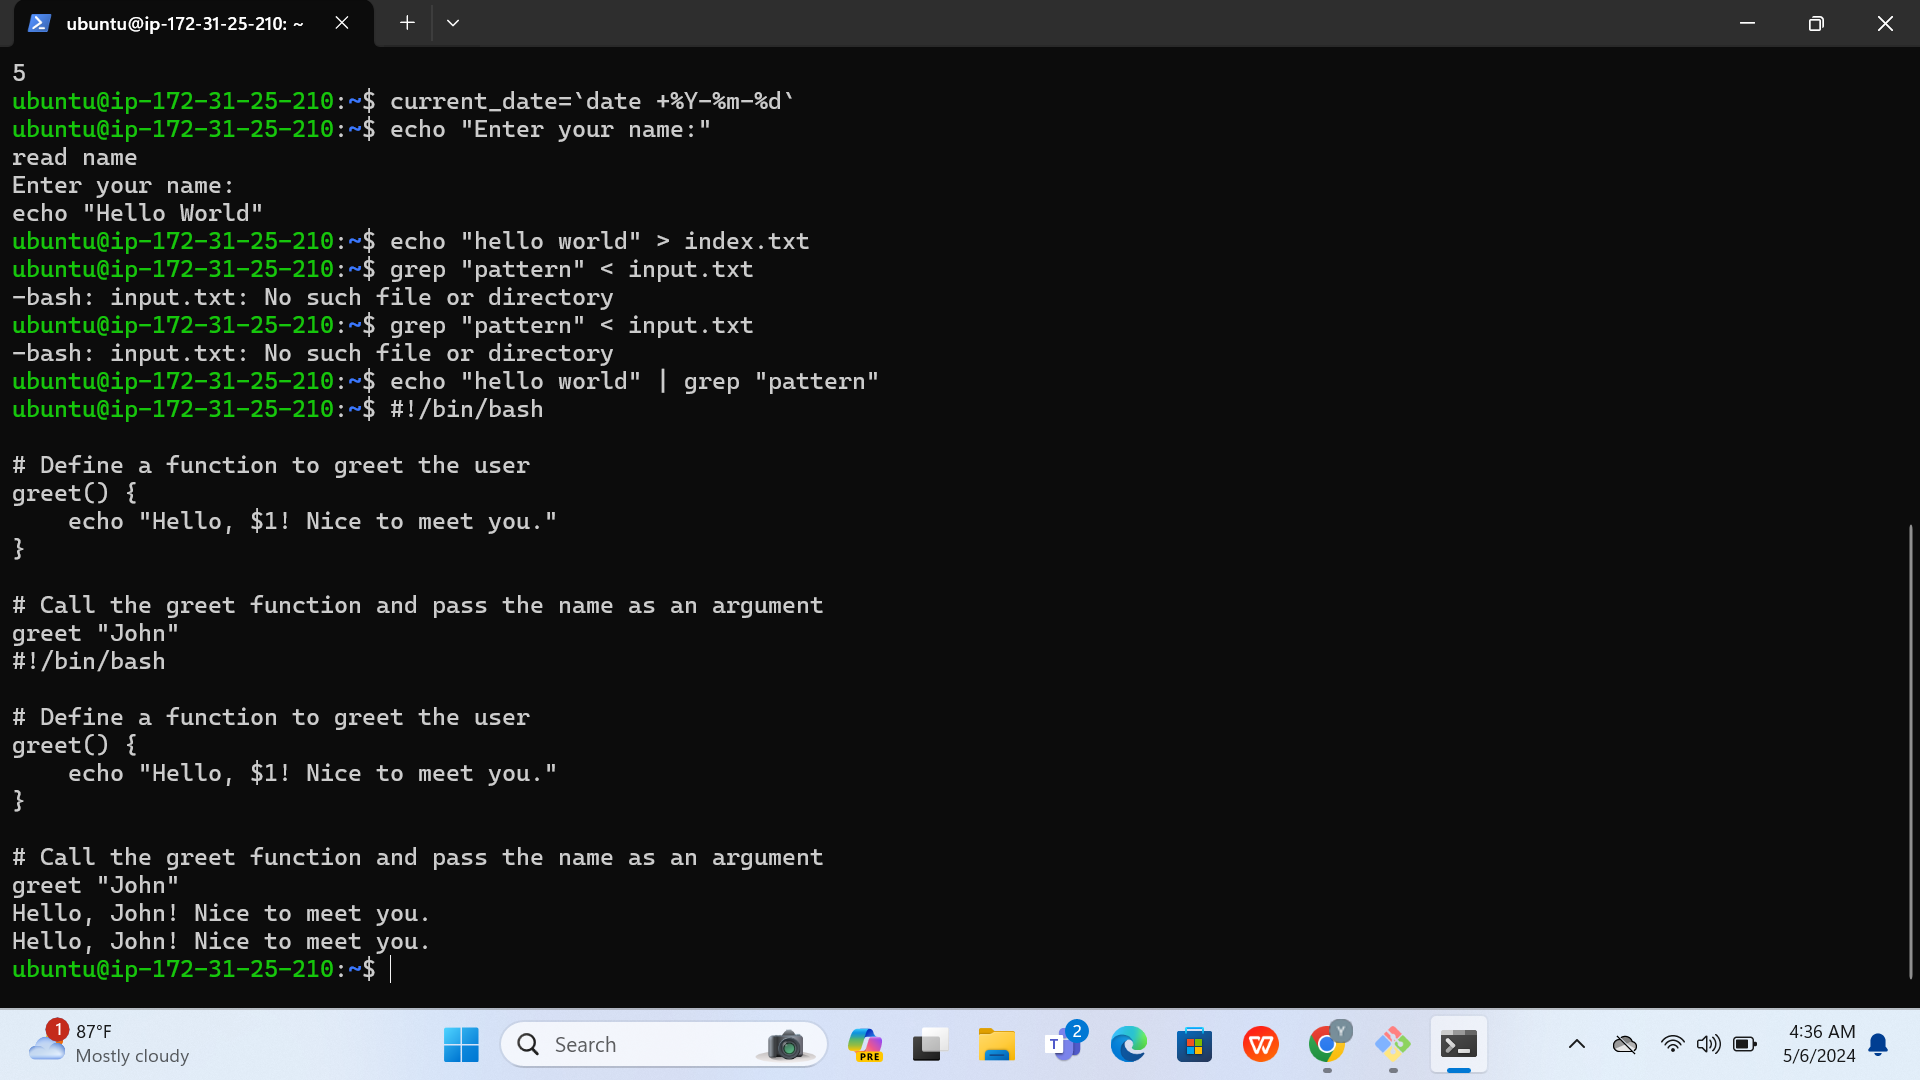 ubuntu@ip-172-31-25-210: ~
5
ubuntu@ip-172-31-25-210:~$ current_date=`date +%Y-%m-%d`
ubuntu@ip-172-31-25-210:~$ echo "Enter your name:"
read name
Enter your name:
echo "Hello World"
ubuntu@ip-172-31-25-210:~$ echo "hello world" > index.txt
ubuntu@ip-172-31-25-210:~$ grep "pattern" < input.txt
-bash: input.txt: No such file or directory
ubuntu@ip-172-31-25-210:~$ grep "pattern" < input.txt
-bash: input.txt: No such file or directory
ubuntu@ip-172-31-25-210:~$ echo "hello world" | grep "pattern"
ubuntu@ip-172-31-25-210:~$ #!/bin/bash

# Define a function to greet the user
greet() {
    echo "Hello, $1! Nice to meet you."
}

# Call the greet function and pass the name as an argument
greet "John"
#!/bin/bash

# Define a function to greet the user
greet() {
    echo "Hello, $1! Nice to meet you."
}

# Call the greet function and pass the name as an argument
greet "John"
Hello, John! Nice to meet you.
Hello, John! Nice to meet you.
ubuntu@ip-172-31-25-210:~$
1
87°F
Mostly cloudy
Search
PRE
T
2
W
Y
4:36 AM
5/6/2024